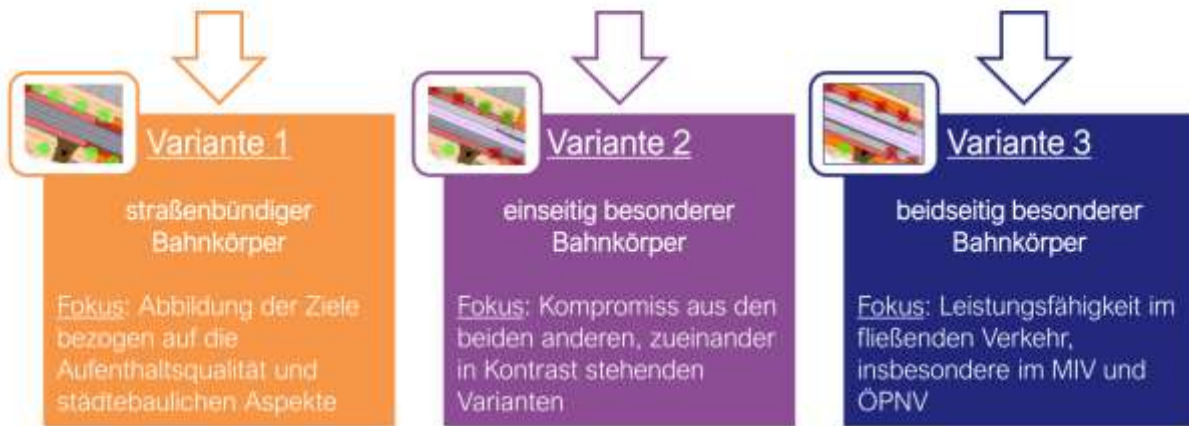 Variante 1
straßenbündiger
Bahnkörper
Fokus: Abbildung der Ziele
bezogen auf die
Aufenthaltsqualität und
städtebaulichen Aspekte
Variante 2
einseitig besonderer
Bahnkörper
Fokus: Kompromiss aus den
beiden anderen, zueinander
in Kontrast stehenden
Varianten
Variante 3
beidseitig besonderer
Bahnkörper
Fokus: Leistungsfähigkeit im
fließenden Verkehr,
insbesondere im MIV und
ÖPNV